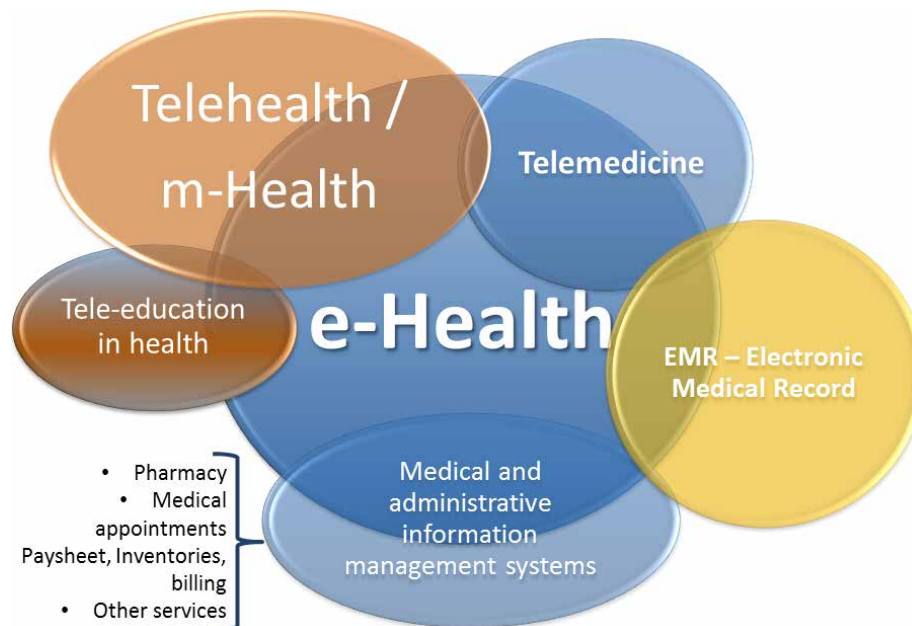 Telehealth /
m-Health
Telemedicine
Tele-education
in health
e-Health
EMR – Electronic
Medical Record
• Pharmacy
• Medical
appointments
Paysheet, Inventories,
billing
• Other services
Medical and
administrative
information
management systems